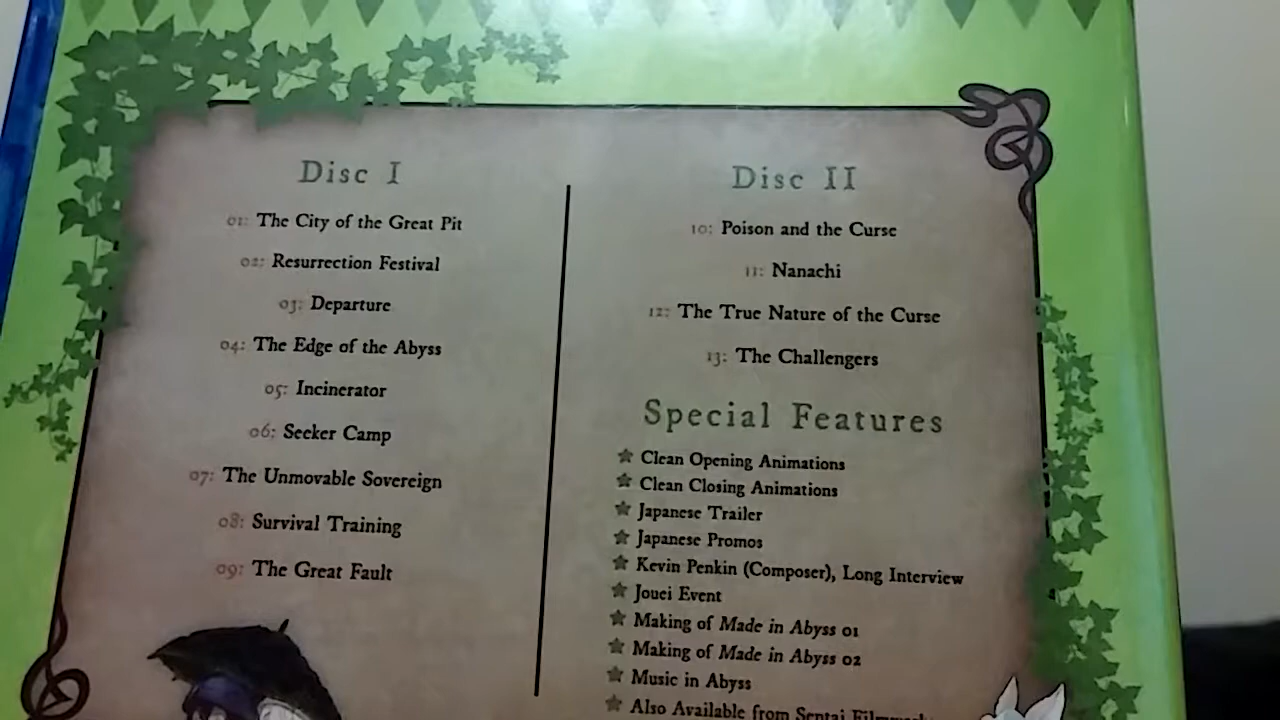 Disc I
01: The City of the Great Pit
02: Resurrection Festival
03: Departure
04: The Edge of the Abyss
05: Incinerator
06: Seeker Camp
07: The Unmovable Sovereign
08: Survival Training
09: The Great Fault
Disc II
10: Poison and the Curse
11: Nanachi
12: The True Nature of the Curse
13: The Challengers
Special Features
Clean Opening Animations
Clean Closing Animations
Japanese Trailer
Japanese Promos
Kevin Penkin (Composer), Long Interview
Jouei Event
Making of Made in Abyss 01
Making of Made in Abyss 02
Music in Abyss
Also Available from Sentai